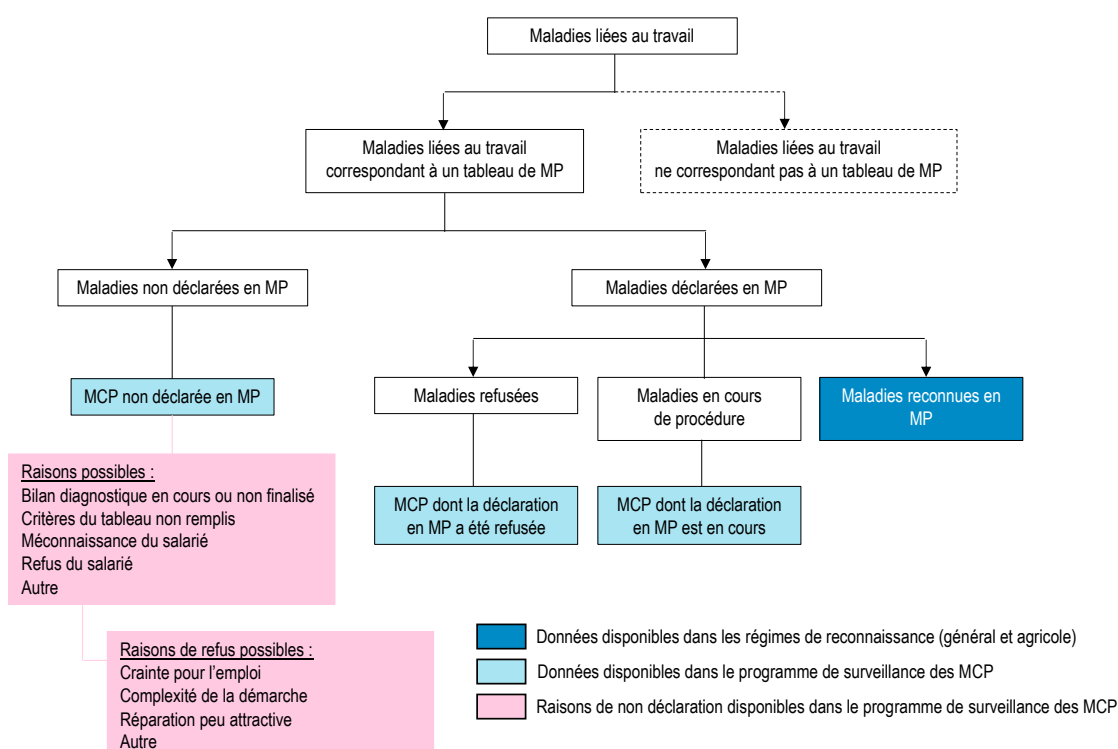 Maladies liées au travail
Maladies liées au travail
correspondant à un tableau de MP
Maladies liées au travail
ne correspondant pas à un tableau de MP
Maladies non déclarées en MP
Maladies déclarées en MP
MCP non déclarée en MP
Maladies refusées
Maladies en cours
de procédure
Maladies reconnues en
MP
Raisons possibles :
Bilan diagnostique en cours ou non finalisé
Critères du tableau non remplis
Méconnaissance du salarié
Refus du salarié
Autre
MCP dont la déclaration
en MP a été refusée
MCP dont la déclaration
en MP est en cours
Raisons de refus possibles :
Crainte pour l'emploi
Complexité de la démarche
Réparation peu attractive
Autre
Données disponibles dans les régimes de reconnaissance (général et agricole)
Données disponibles dans le programme de surveillance des MCP
Raisons de non déclaration disponibles dans le programme de surveillance des MCP